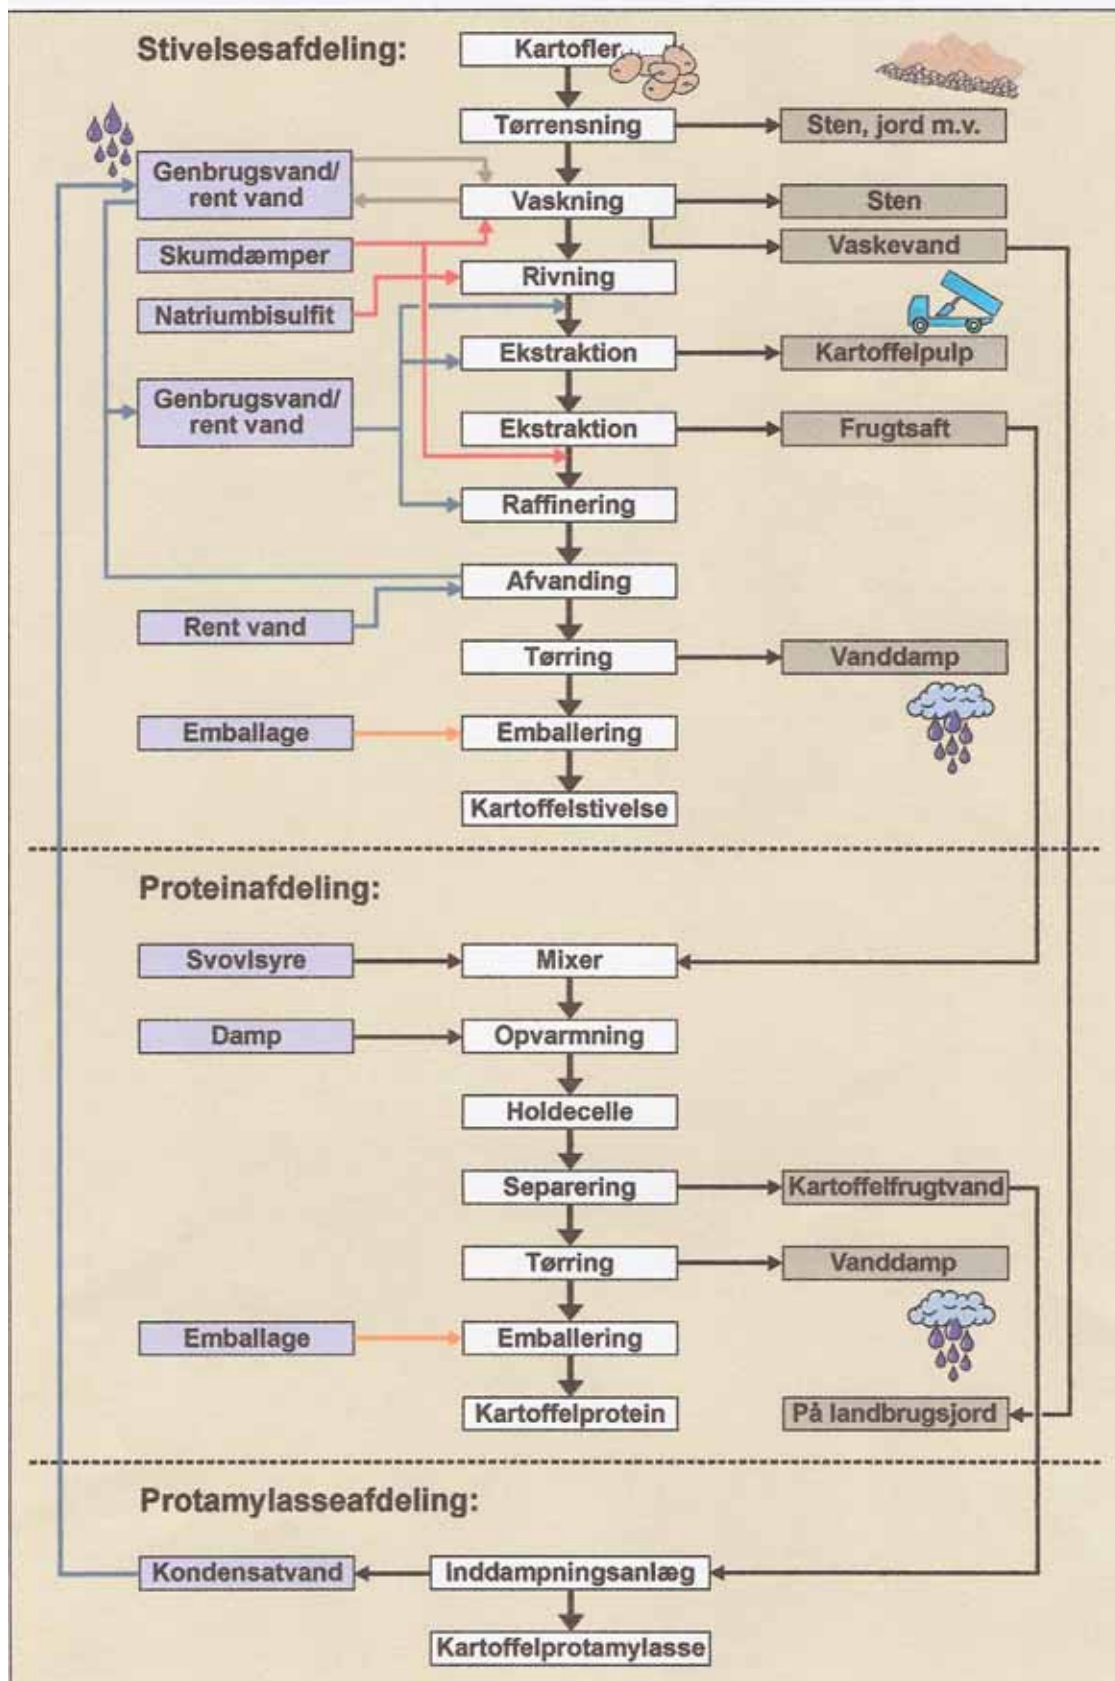 Stivelsesafdeling:
Kartofler
Tørrensning
Sten, jord m.v.
Genbrugsvand/
rent vand
Vaskning
Sten
Skumdæmper
Vaskevand
Rivning
Natriumbisulfit
Ekstraktion
Kartoffelpulp
Genbrugsvand/
rent vand
Ekstraktion
Frugtsaft
Raffinering
Afvanding
Rent vand
Tørring
Vanddamp
Emballage
Emballering
Kartoffelstivelse
Proteinafdeling:
Svovlsyre
Mixer
Damp
Opvarmning
Holdecelle
Separering
Kartoffelfrugtvand
Tørring
Vanddamp
Emballage
Emballering
Kartoffelprotein
På landbrugsjord
Protamylasseafdeling:
Kondensatvand
Inddampningsanlæg
Kartoffelprotamylasse